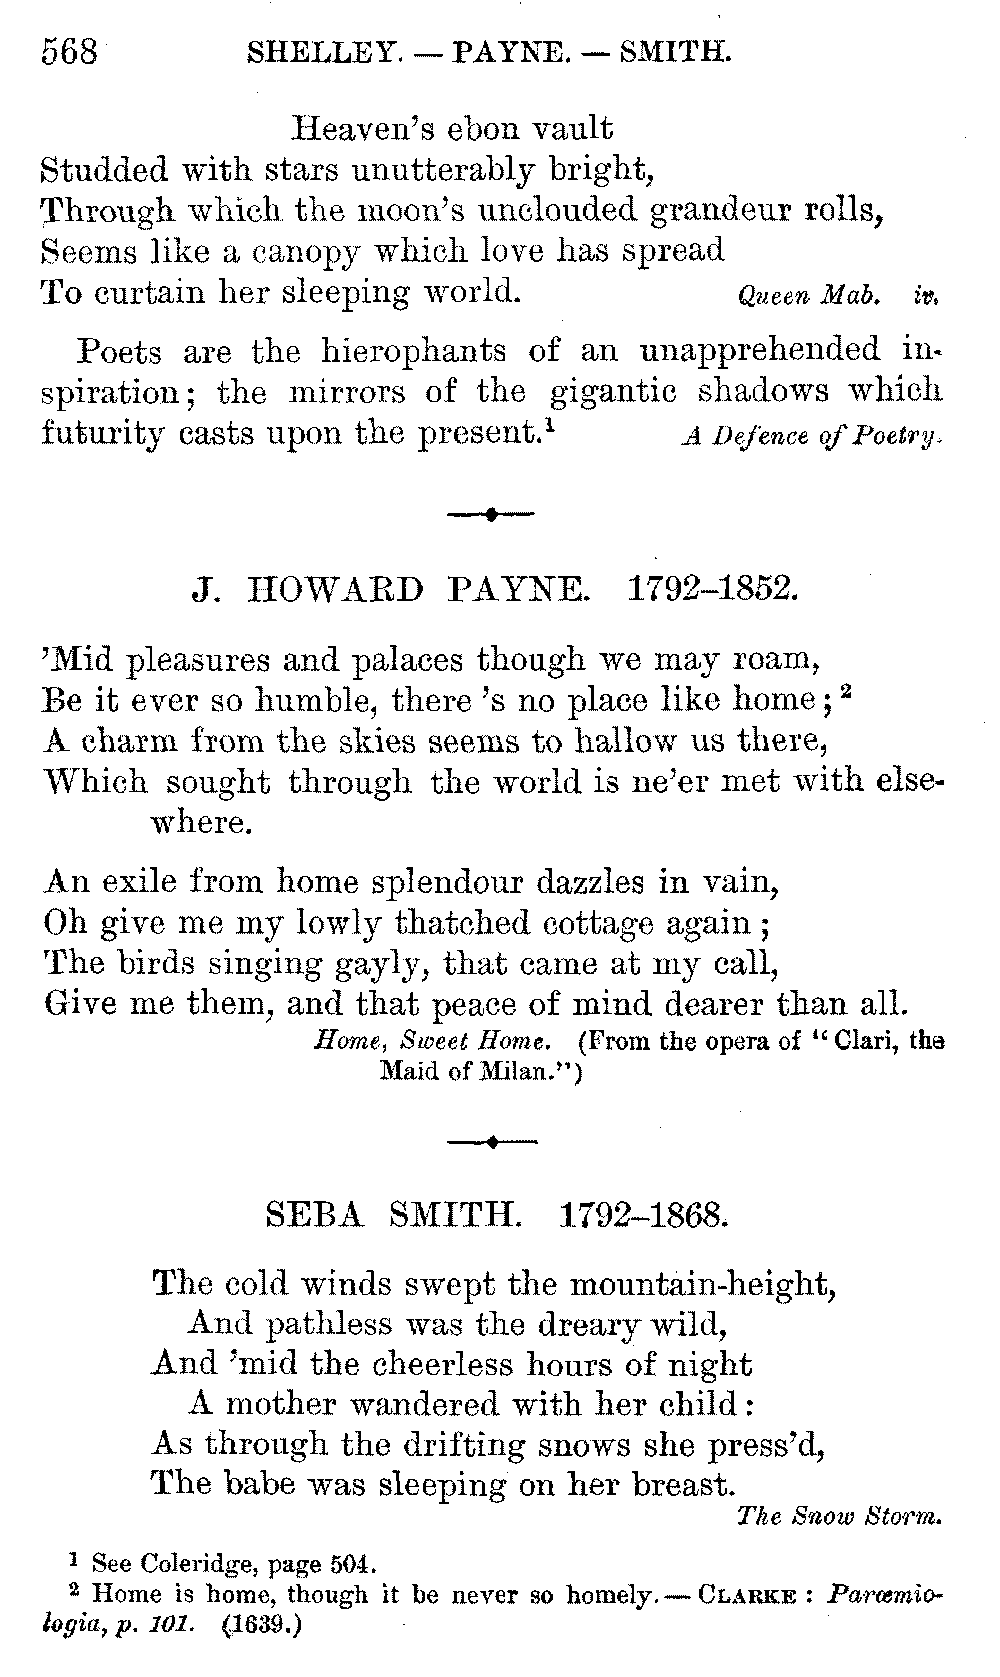 568 SHELLEY. — PAYNE. — SMITH.
Heaven's ebon vault
Studded with stars unutterably bright,
Through which the moon's unclouded grandeur rolls,
Seems like a canopy which love has spread
To curtain her sleeping world. Queen Mab. iv.
Poets are the hierophants of an unapprehended in-
spiration; the mirrors of the gigantic shadows which
futurity casts upon the present.¹ A Defence of Poetry.
J. HOWARD PAYNE. 1792–1852.
'Mid pleasures and palaces though we may roam,
Be it ever so humble, there 's no place like home; ²
A charm from the skies seems to hallow us there,
Which sought through the world is ne'er met with else-
where.
An exile from home splendour dazzles in vain,
Oh give me my lowly thatched cottage again;
The birds singing gayly, that came at my call,
Give me them, and that peace of mind dearer than all.
Home, Sweet Home. (From the opera of "Clari, the
Maid of Milan.")
SEBA SMITH. 1792–1868.
The cold winds swept the mountain-height,
And pathless was the dreary wild,
And 'mid the cheerless hours of night
A mother wandered with her child:
As through the drifting snows she press'd,
The babe was sleeping on her breast.
The Snow Storm.
¹ See Coleridge, page 504.
² Home is home, though it be never so homely. — CLARKE: Parœmio-
logia, p. 101. (1639.)